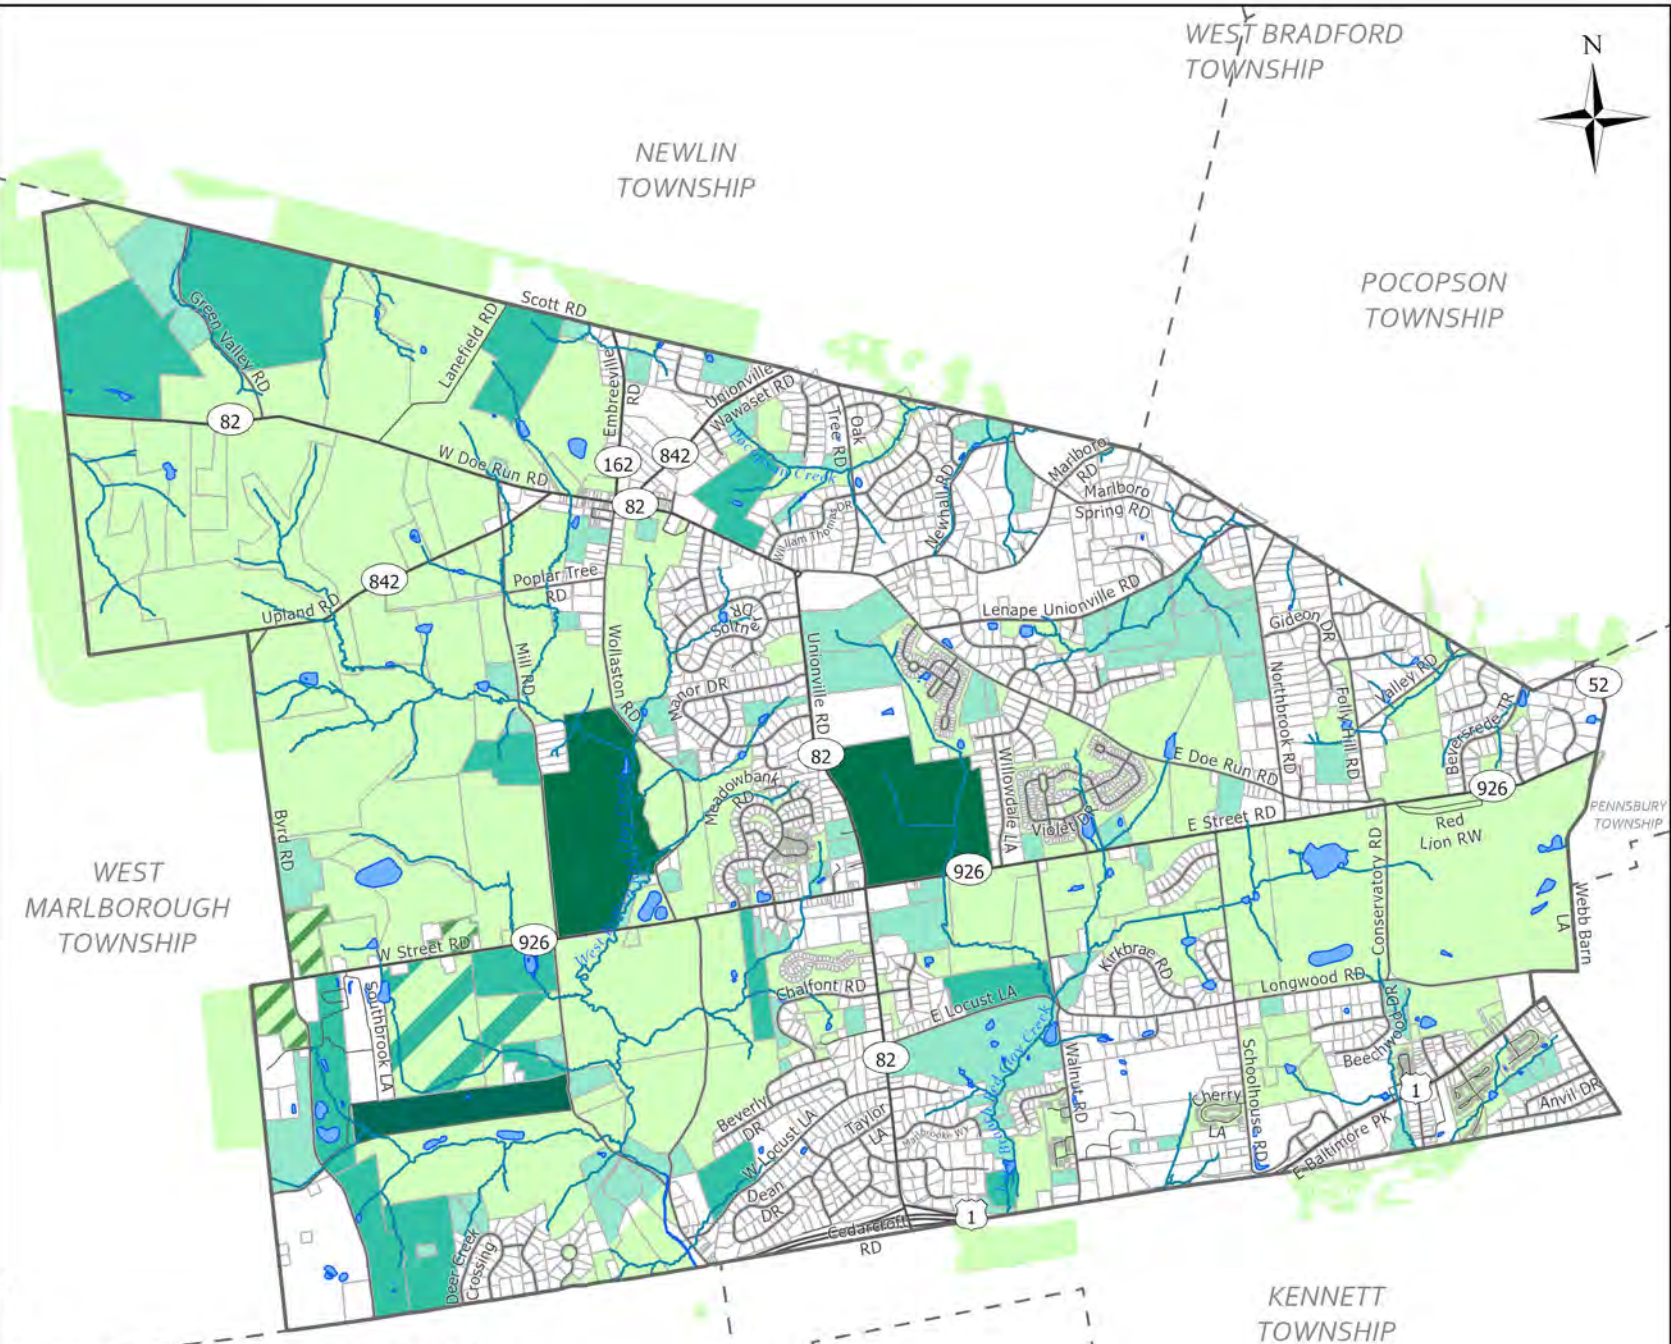 WEST BRADFORD
TOWNSHIP
N
NEWLIN
TOWNSHIP
POCOPSON
TOWNSHIP
Scott RD
Green Valley RD
Lanefield RD
Embreeville
RD
Unionville
Wawaset RD
Oak
Tree RD
82
W Doe Run RD
162
842
82
Pocopson Creek
Newhall RD
Marlboro
RD
Marlboro
Spring RD
William Thomas DR
842
Upland RD
Poplar Tree
RD
Lenape Unionville RD
Soltner
DR
Gideon DR
Mill RD
Wollaston RD
Manor DR
Unionville RD
Northbrook RD
Folly Hill RD
Valley RD
52
Beversrede TR
82
Willowdale LA
E Doe Run RD
926
Meadowbank
RD
Violet DR
E Street RD
Red
Lion RW
PENNSBURY
TOWNSHIP
Byrd RD
926
Conservatory RD
WEST
MARLBOROUGH
TOWNSHIP
Webb Barn
LA
W Street RD
926
Kirkbrae RD
Southbrook LA
Chalfont RD
E Locust LA
Longwood RD
82
Walnut RD
Schoolhouse RD
Beechwood DR
Beverly
DR
W Locust LA
Taylor
LA
Cherry
LA
1
Anvil DR
E Baltimore PK
Dean
DR
Deer Creek
Crossing
Cedarcroft
RD
1
KENNETT
TOWNSHIP